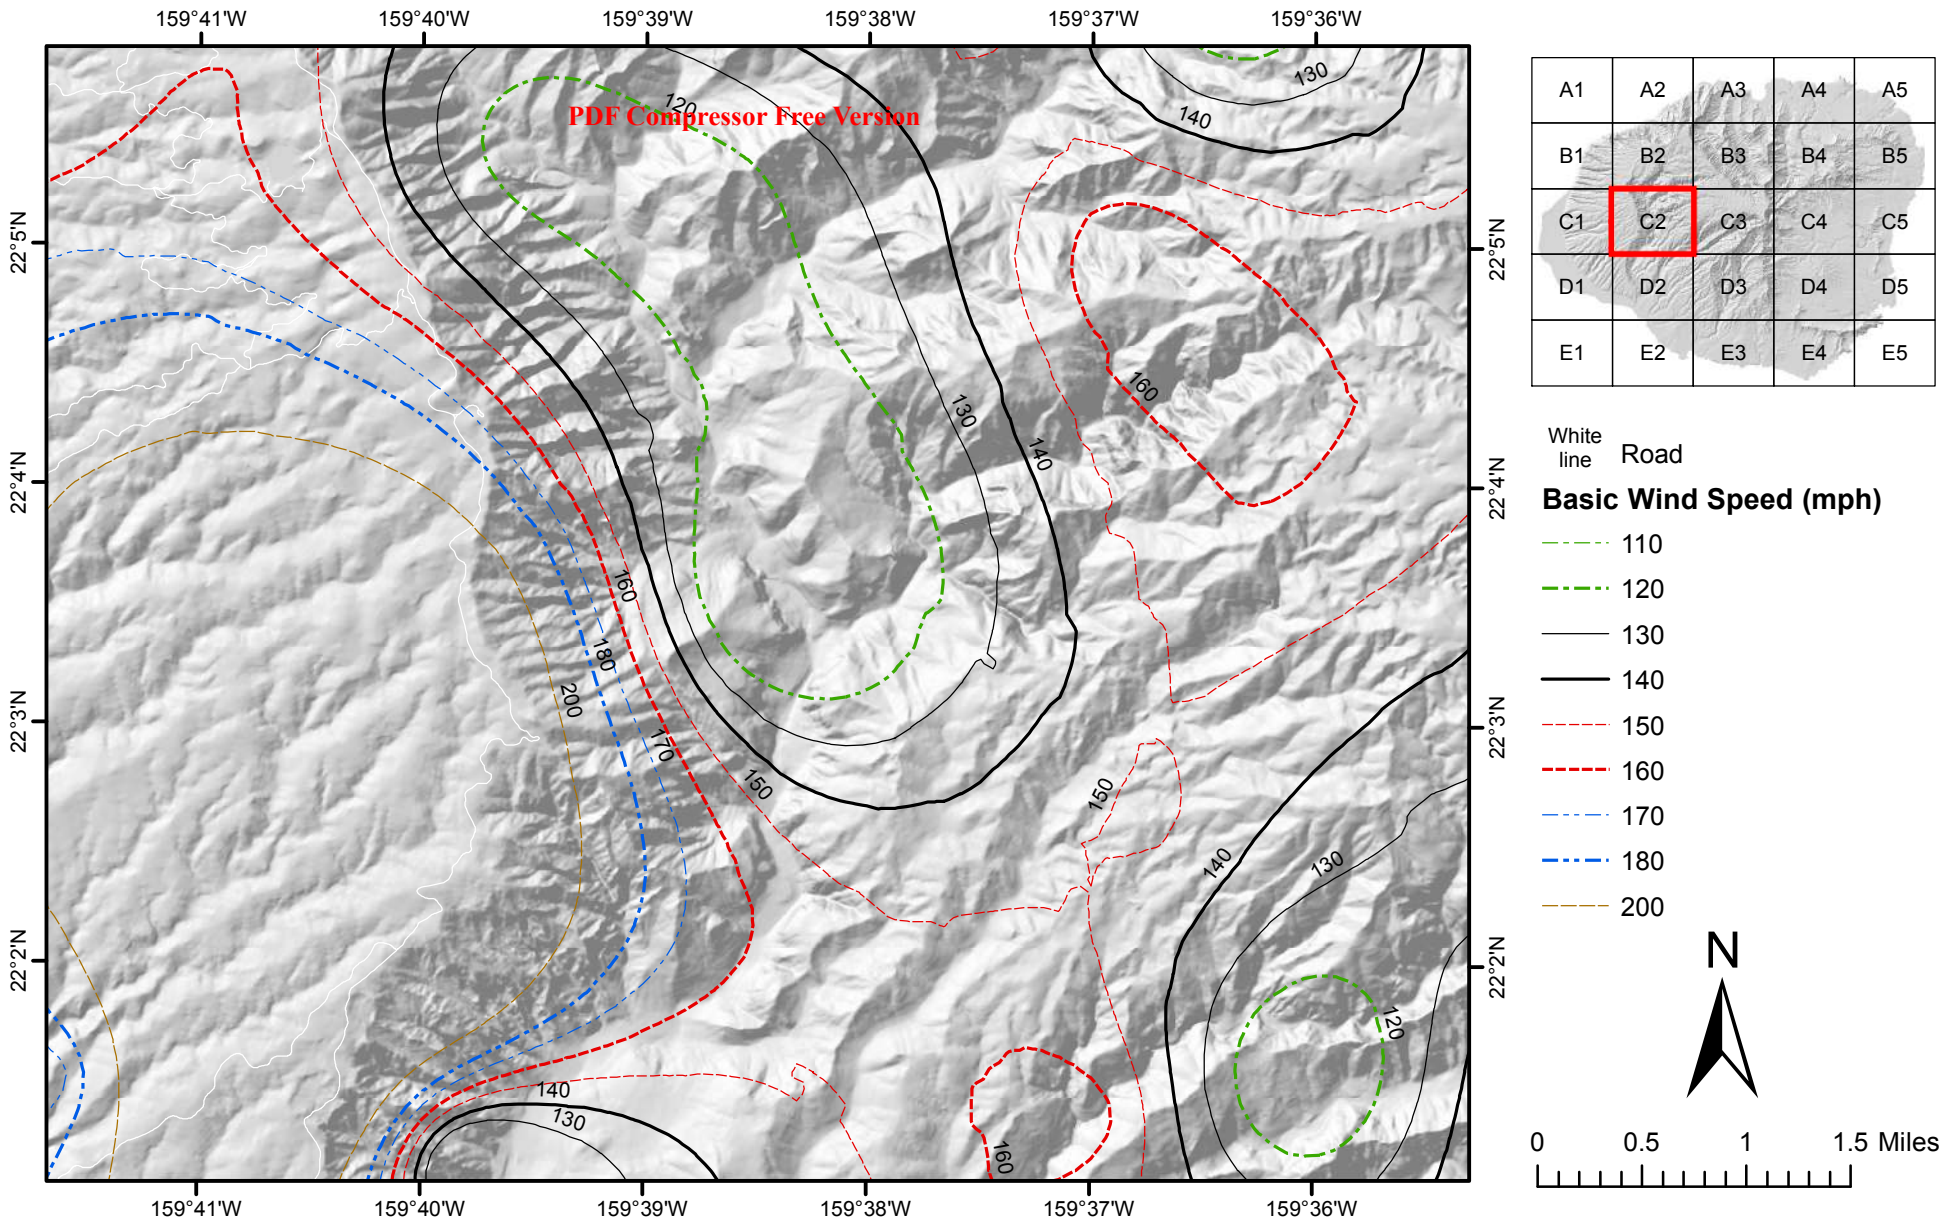 159°41'W 159°40'W 159°39'W 159°38'W 159°37'W 159°36'W
22°5'N
22°4'N
22°3'N
22°2'N
PDF Compressor Free Version
120
130
140
160
130
140
160
180
200
170
150
150
140
130
120
140
130
160
22°5'N
22°4'N
22°3'N
22°2'N
159°41'W 159°40'W 159°39'W 159°38'W 159°37'W 159°36'W
A1 A2 A3 A4 A5
B1 B2 B3 B4 B5
C1 C2 C3 C4 C5
D1 D2 D3 D4 D5
E1 E2 E3 E4 E5
White
line Road
Basic Wind Speed (mph)
110
120
130
140
150
160
170
180
200
N
0 0.5 1 1.5 Miles